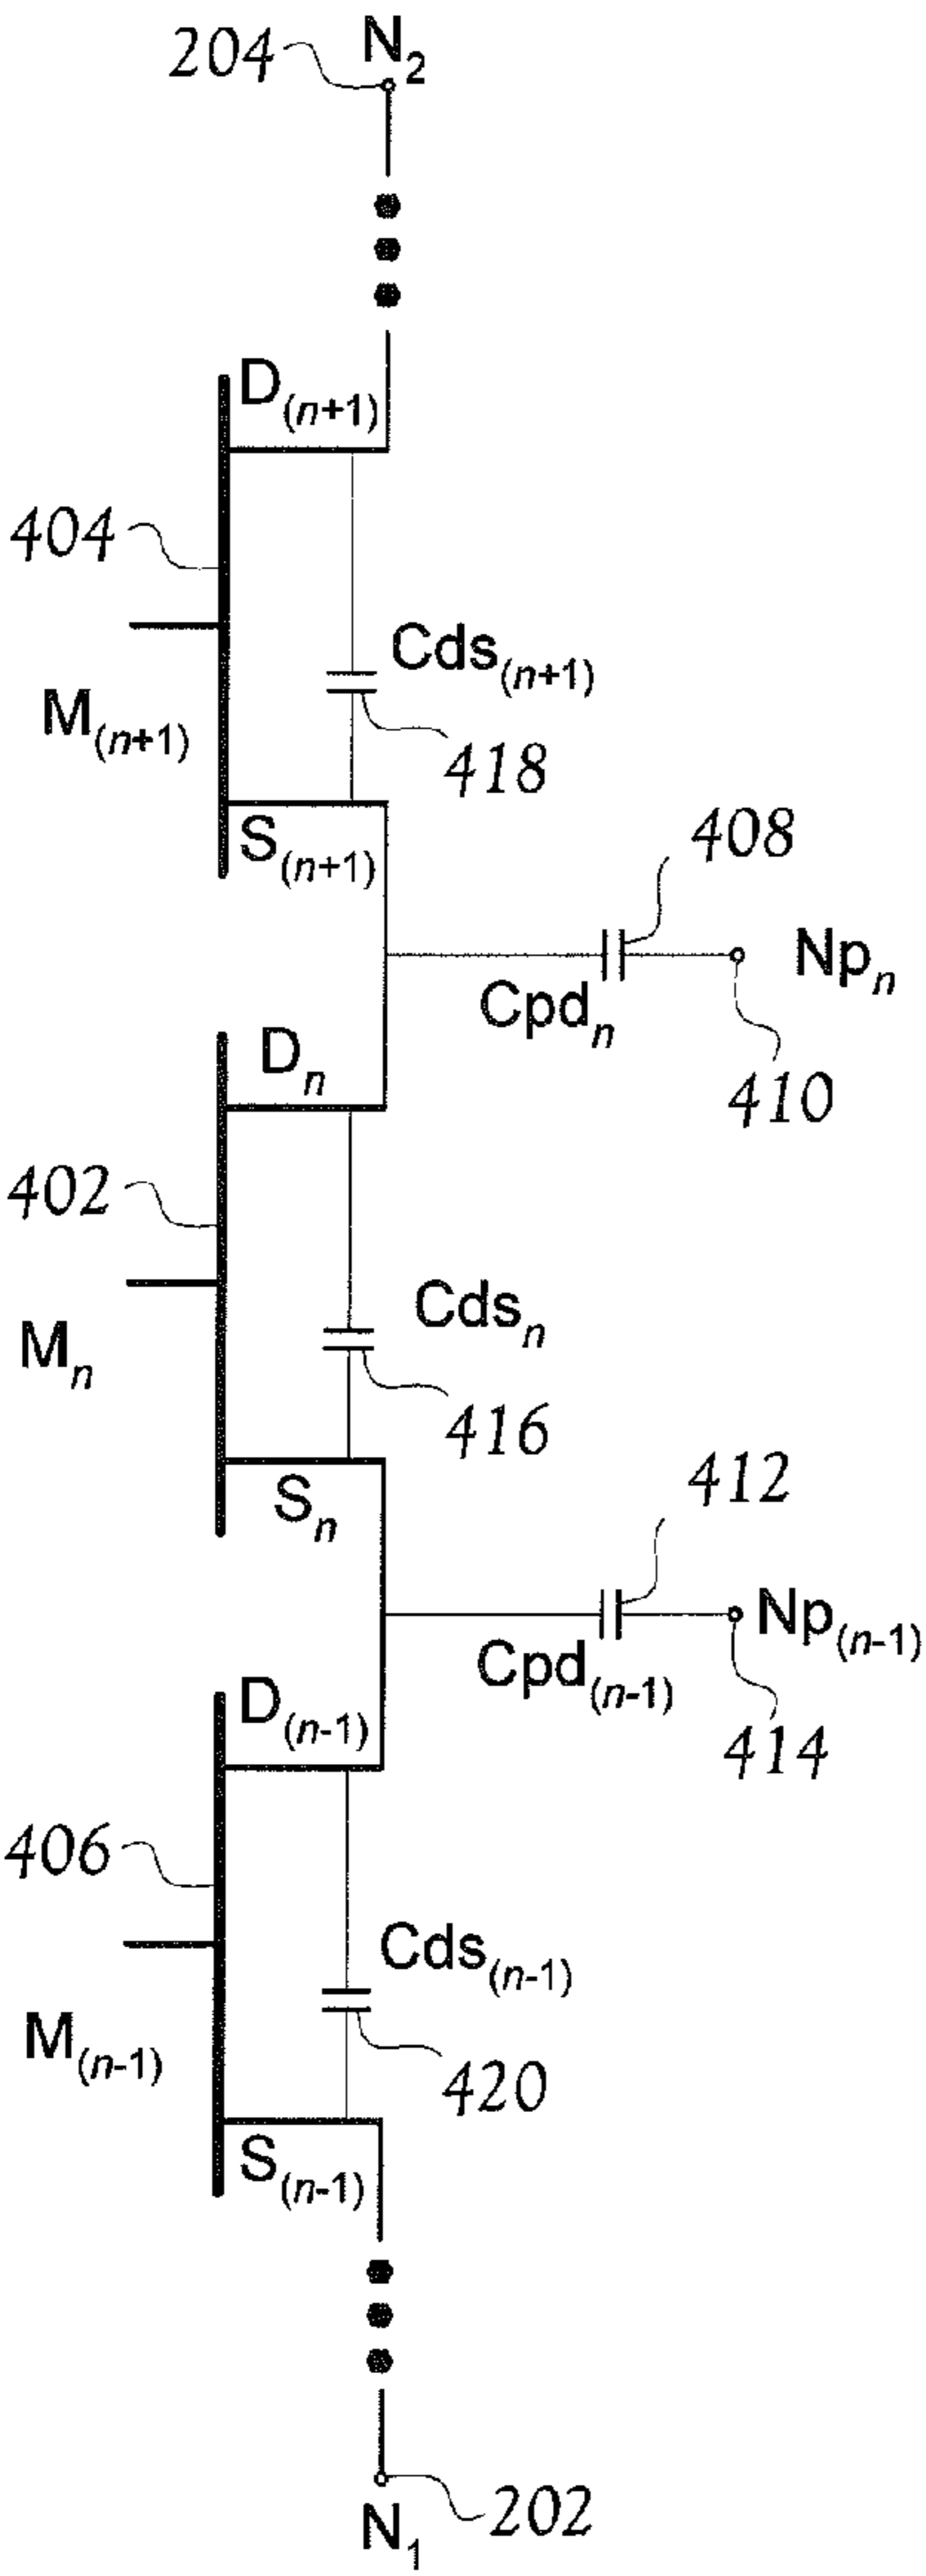 204 N₂
D₍ₙ₊₁₎
404
Cds₍ₙ₊₁₎
M₍ₙ₊₁₎
418
S₍ₙ₊₁₎
408
Npₙ
Cpdₙ
Dₙ
410
402
Cdsₙ
Mₙ
416
Sₙ
412
Np₍ₙ₋₁₎
Cpd₍ₙ₋₁₎
D₍ₙ₋₁₎
414
406
Cds₍ₙ₋₁₎
M₍ₙ₋₁₎
420
S₍ₙ₋₁₎
202
N₁